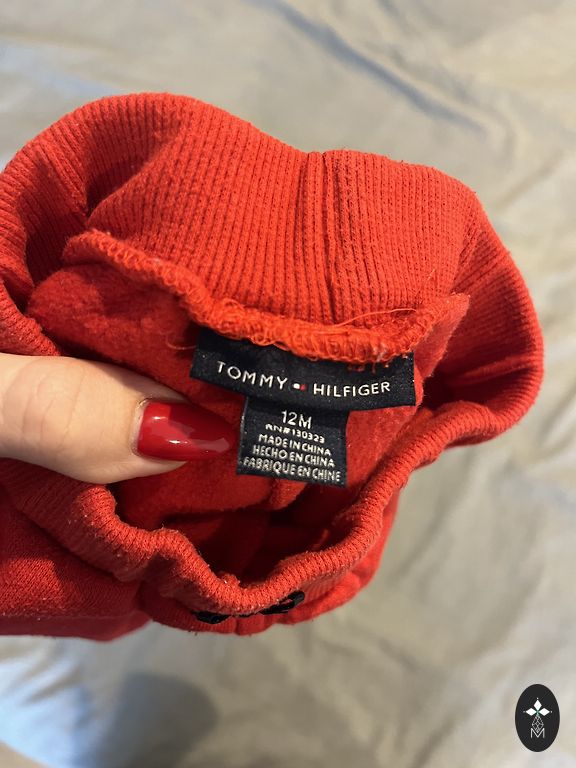 TOMMY HILFIGER
12M
RN#130323
MADE IN CHINA
HECHO EN CHINA
FABRIQUE EN CHINE
M